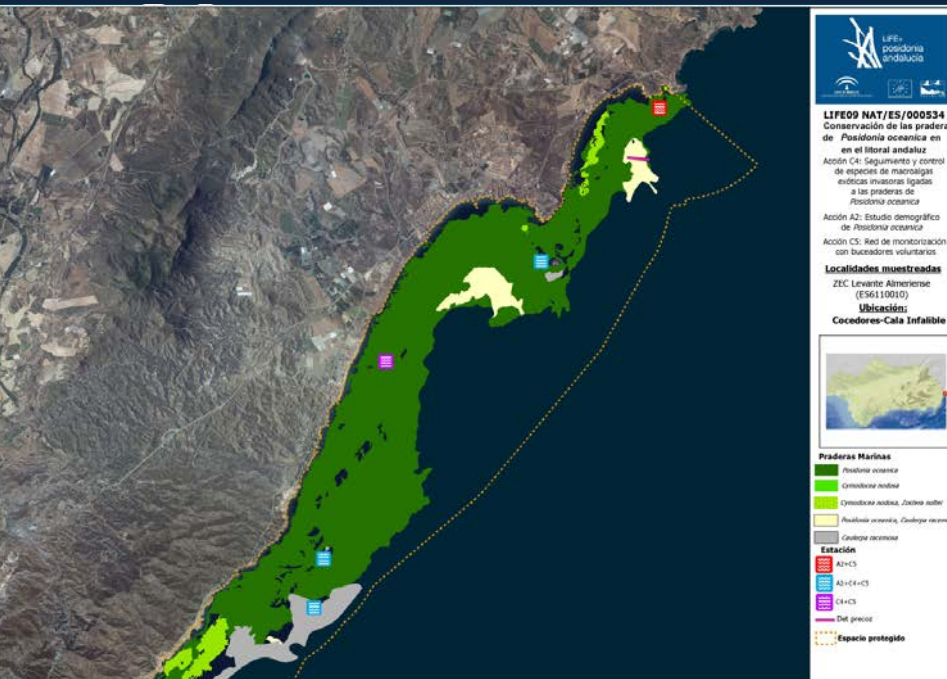 LIFE+
posidonia
andalucía
LIFE09 NAT/ES/000534
Conservación de las pradera
de Posidonia oceanica en
en el litoral andaluz
Acción C4: Seguimiento y control
de especies de macroalgas
exóticas invasoras ligadas
a las praderas de
Posidonia oceanica
Acción A2: Estudio demográfico
de Posidonia oceanica
Acción C5: Red de monitorización
con buceadores voluntarios
Localidades muestreadas
ZEC Levante Almeriense
(ES6110010)
Ubicación:
Cocedores-Cala Infalible
Praderas Marinas
Posidonia oceanica
Cymodocea nodosa
Cymodocea nodosa, Zostera noltei
Posidonia oceanica, Caulerpa racem
Caulerpa racemosa
Estación
A2+C5
A2+C4+C5
C4+C5
Det precoz
Espacio protegido